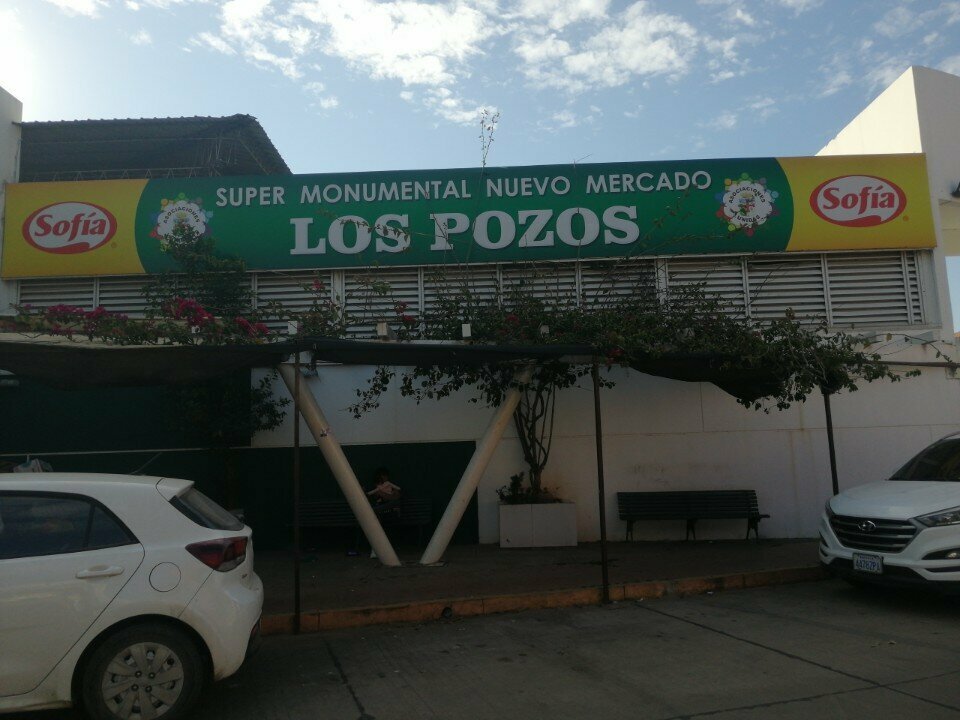 SUPER MONUMENTAL NUEVO MERCADO
LOS POZOS
Sofía
Sofía